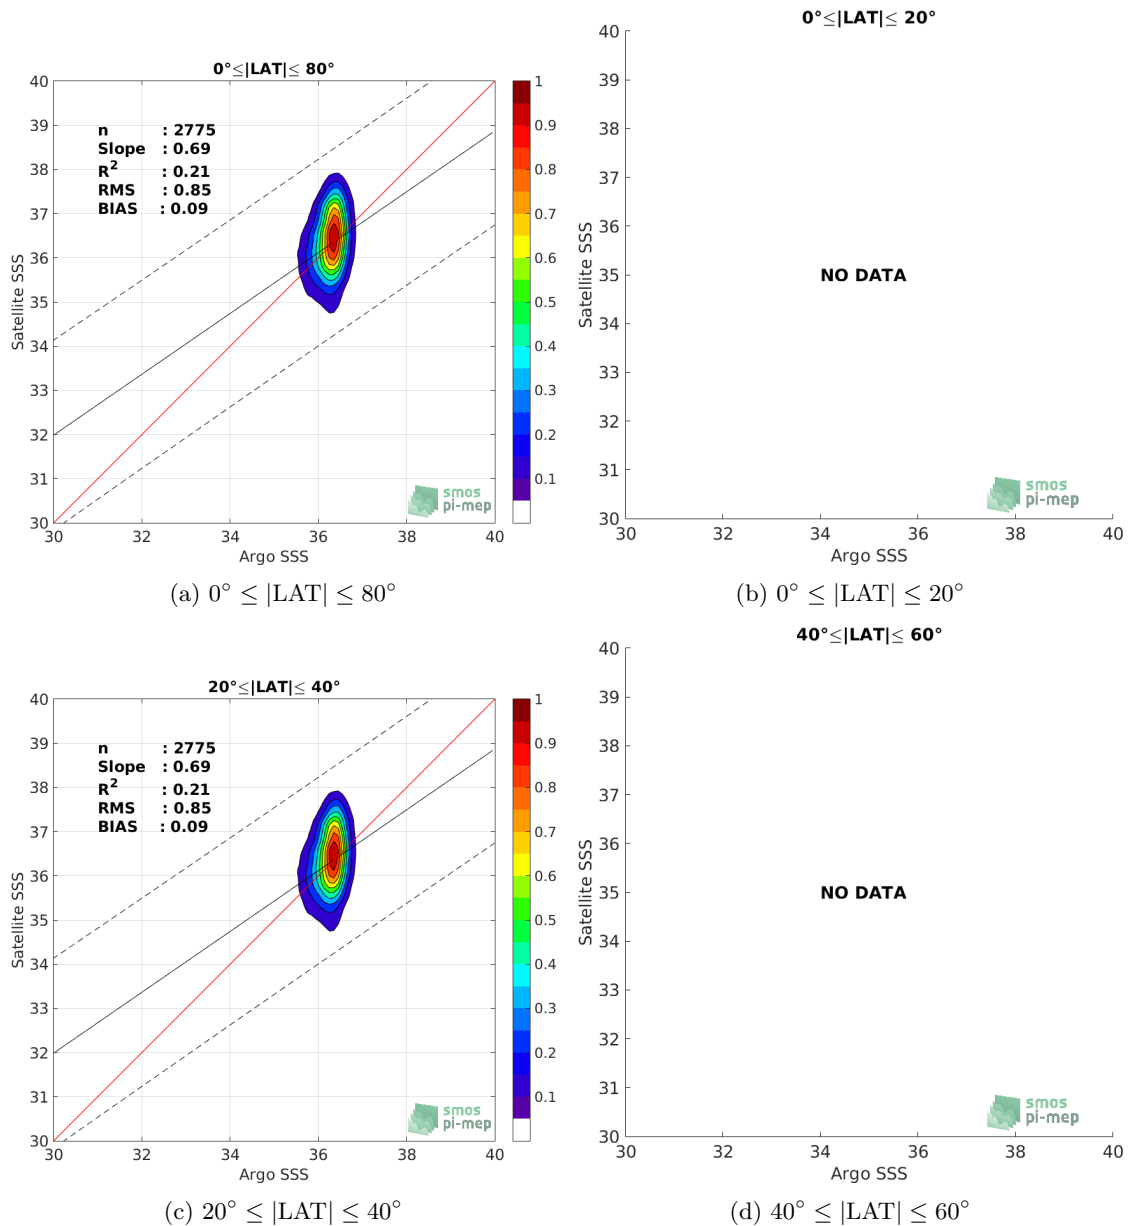 0°≤|LAT|≤ 80°
40
39
38
37
36
35
34
33
32
31
30
Satellite SSS
n : 2775
Slope : 0.69
R² : 0.21
RMS : 0.85
BIAS : 0.09
smos
pi-mep
30 32 34 36 38 40
Argo SSS
1
0.9
0.8
0.7
0.6
0.5
0.4
0.3
0.2
0.1
(a) 0° ≤ |LAT| ≤ 80°
0°≤|LAT|≤ 20°
40
39
38
37
36
35
34
33
32
31
30
Satellite SSS
NO DATA
smos
pi-mep
30 32 34 36 38 40
Argo SSS
(b) 0° ≤ |LAT| ≤ 20°
20°≤|LAT|≤ 40°
40
39
38
37
36
35
34
33
32
31
30
Satellite SSS
n : 2775
Slope : 0.69
R² : 0.21
RMS : 0.85
BIAS : 0.09
smos
pi-mep
30 32 34 36 38 40
Argo SSS
1
0.9
0.8
0.7
0.6
0.5
0.4
0.3
0.2
0.1
(c) 20° ≤ |LAT| ≤ 40°
40°≤|LAT|≤ 60°
40
39
38
37
36
35
34
33
32
31
30
Satellite SSS
NO DATA
smos
pi-mep
30 32 34 36 38 40
Argo SSS
(d) 40° ≤ |LAT| ≤ 60°